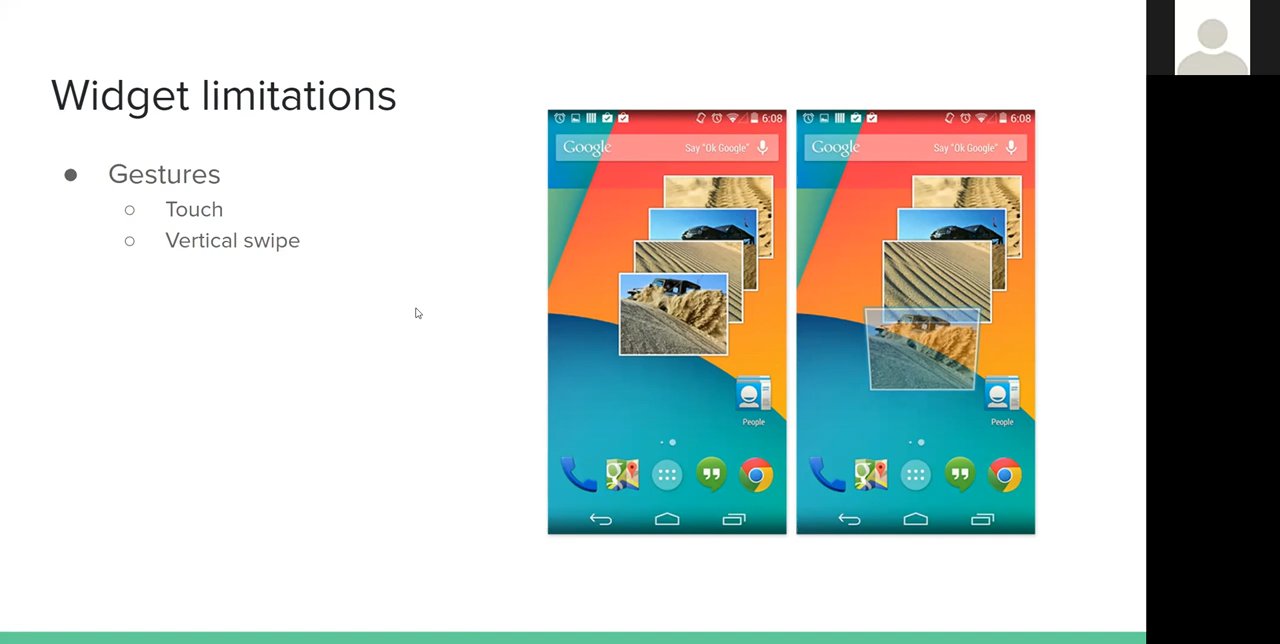 Widget limitations
Gestures
Touch
Vertical swipe
6:08
Google
Say "Ok Google"
People
6:08
Google
Say "Ok Google"
People